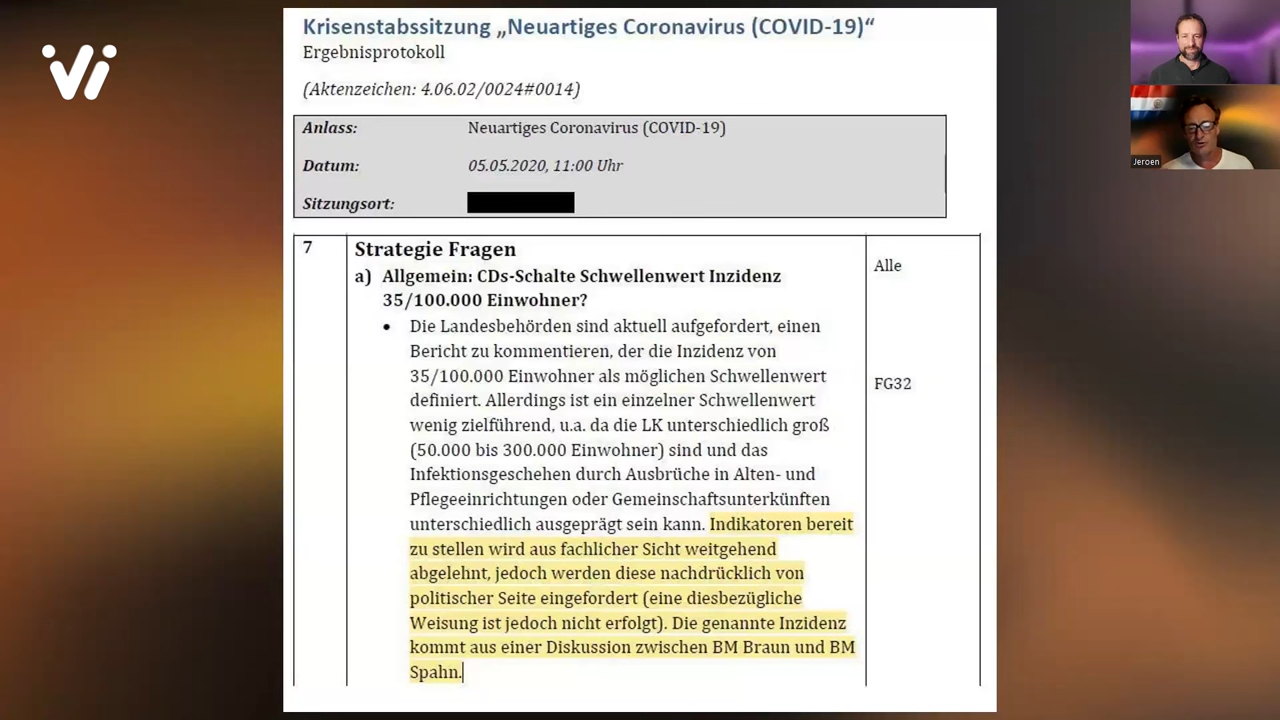 Krisenstabssitzung „Neuartiges Coronavirus (COVID-19)“
Ergebnisprotokoll
(Aktenzeichen: 4.06.02/0024#0014)
Anlass: Neuartiges Coronavirus (COVID-19)
Datum: 05.05.2020, 11:00 Uhr
Sitzungsort:
7 Strategie Fragen
Alle
a) Allgemein: CDs-Schalte Schwellenwert Inzidenz
35/100.000 Einwohner?
• Die Landesbehörden sind aktuell aufgefordert, einen
Bericht zu kommentieren, der die Inzidenz von
35/100.000 Einwohner als möglichen Schwellenwert
FG32
definiert. Allerdings ist ein einzelner Schwellenwert
wenig zielführend, u.a. da die LK unterschiedlich groß
(50.000 bis 300.000 Einwohner) sind und das
Infektionsgeschehen durch Ausbrüche in Alten- und
Pflegeeinrichtungen oder Gemeinschaftsunterkünften
unterschiedlich ausgeprägt sein kann. Indikatoren bereit
zu stellen wird aus fachlicher Sicht weitgehend
abgelehnt, jedoch werden diese nachdrücklich von
politischer Seite eingefordert (eine diesbezügliche
Weisung ist jedoch nicht erfolgt). Die genannte Inzidenz
kommt aus einer Diskussion zwischen BM Braun und BM
Spahn.
Jeroen
Vi